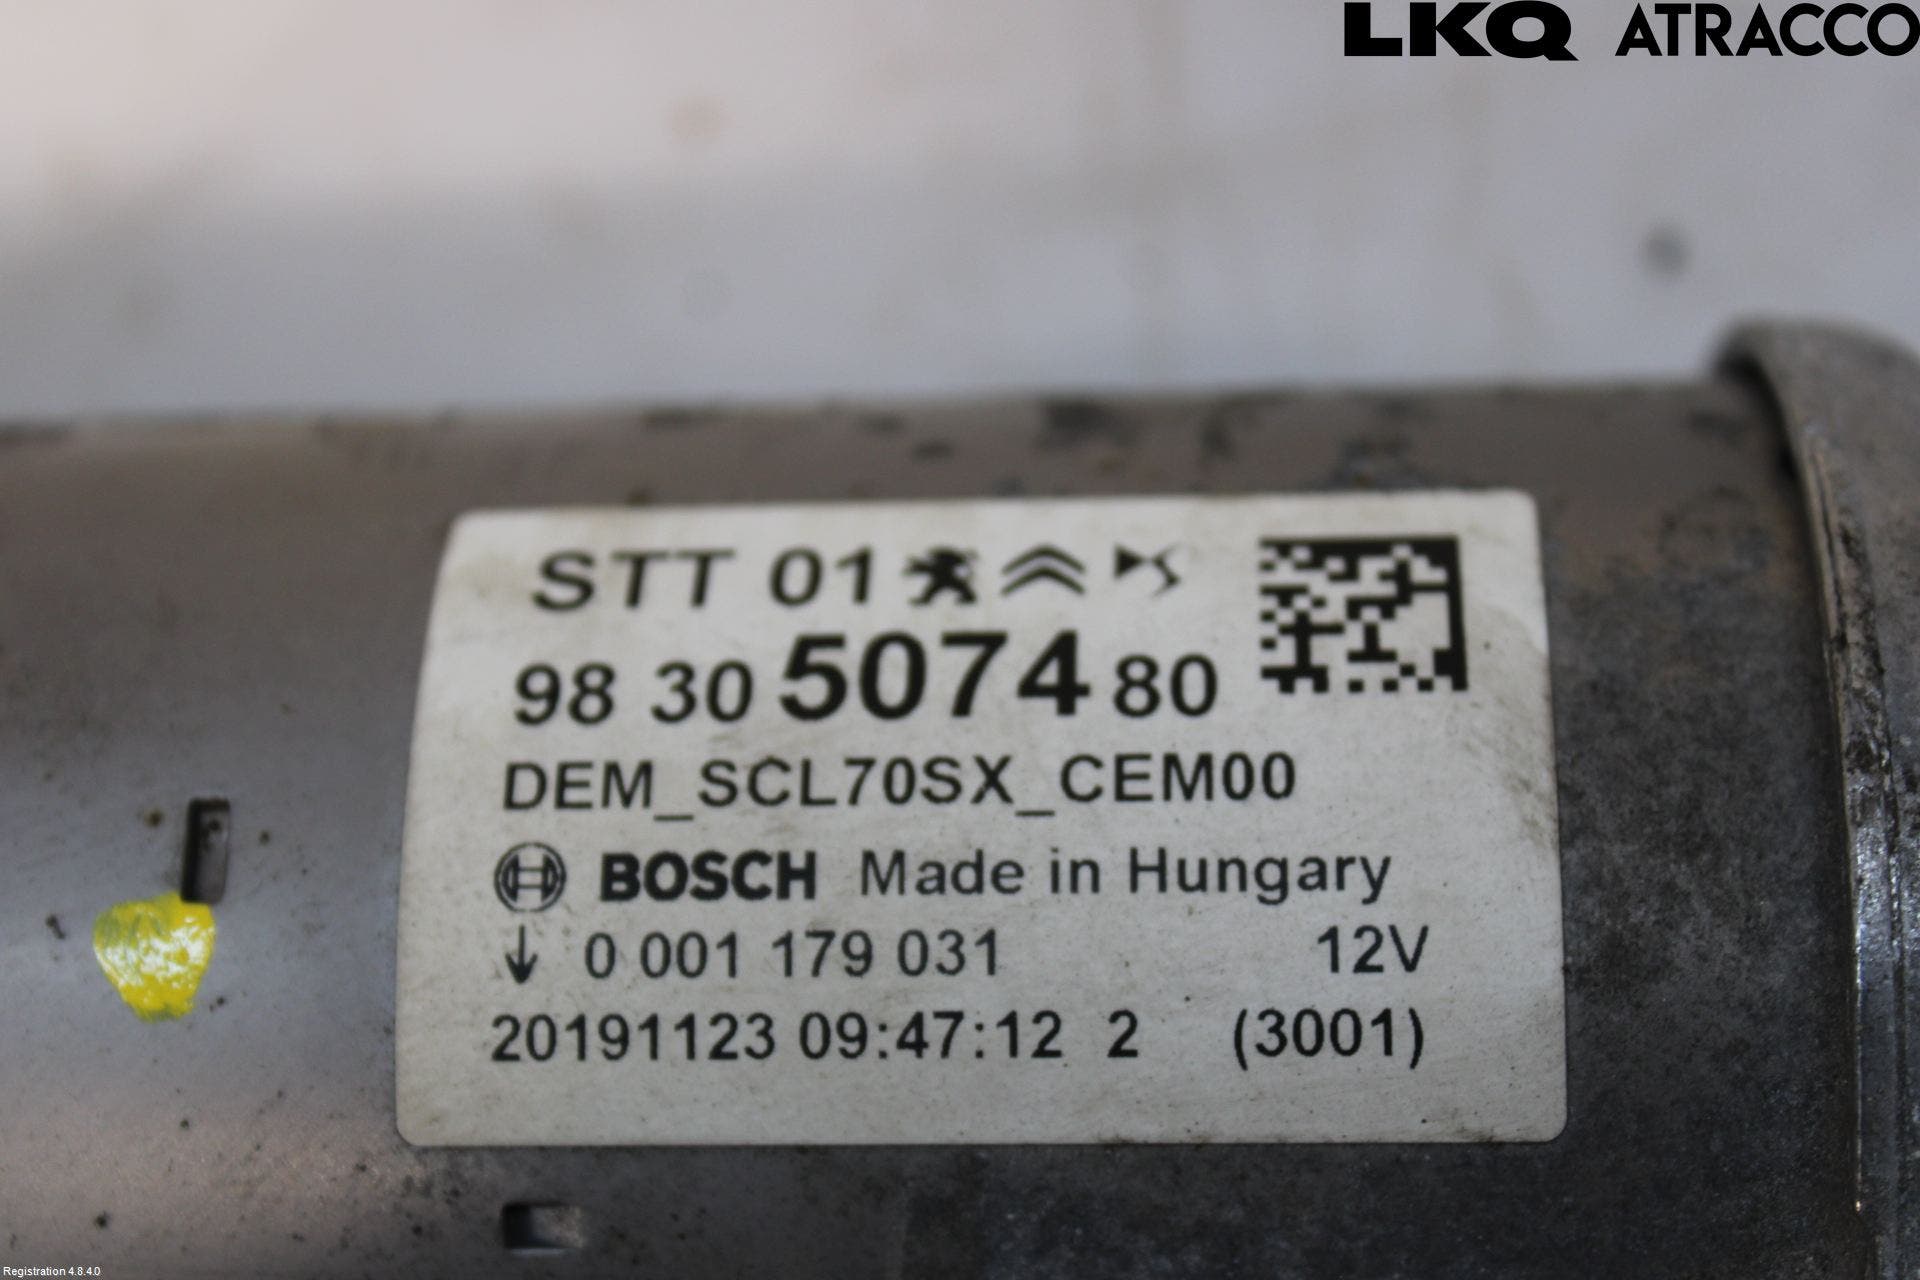 LKQ ATRACCO
STT 01
98 30 5074 80
DEM_SCL70SX_CEM00
BOSCH Made in Hungary
↓ 0 001 179 031 12V
20191123 09:47:12 2 (3001)
Registration 4.8.4.0